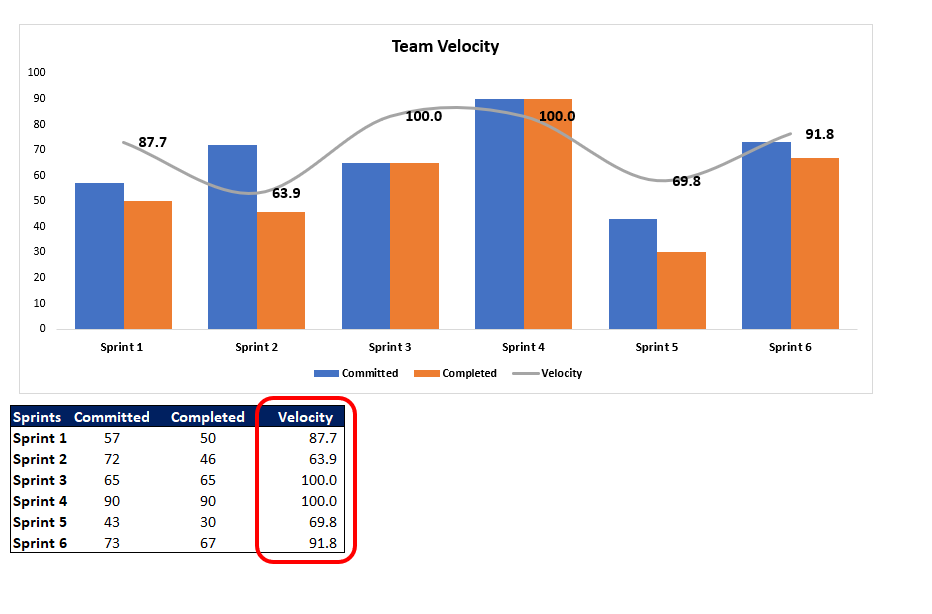 Team Velocity
100
90
80
70
60
50
40
30
20
10
0
87.7
63.9
100.0
100.0
69.8
91.8
Sprint 1 Sprint 2 Sprint 3 Sprint 4 Sprint 5 Sprint 6
Committed Completed Velocity
Sprints Committed Completed Velocity
Sprint 1 57 50 87.7
Sprint 2 72 46 63.9
Sprint 3 65 65 100.0
Sprint 4 90 90 100.0
Sprint 5 43 30 69.8
Sprint 6 73 67 91.8